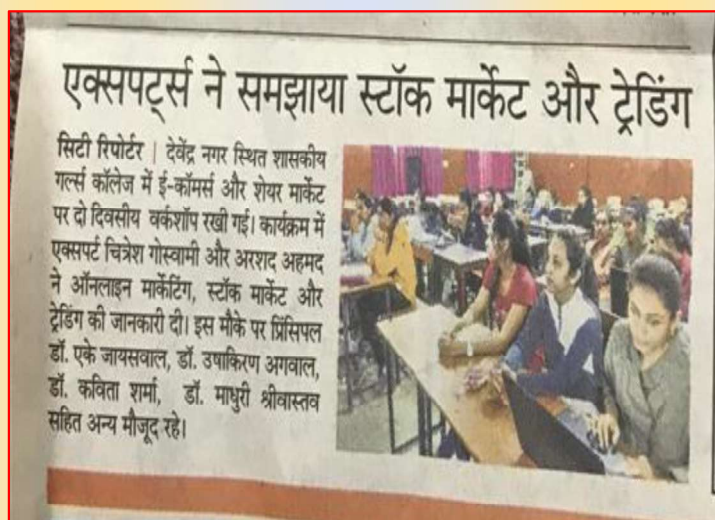 एक्सपर्ट्स ने समझाया स्टॉक मार्केट और ट्रेडिंग
सिटी रिपोर्टर | देवेंद्र नगर स्थित शासकीय
गर्ल्स कॉलेज में ई-कॉमर्स और शेयर मार्केट
पर दो दिवसीय वर्कशॉप रखी गई। कार्यक्रम में
एक्सपर्ट चित्रेश गोस्वामी और अरशद अहमद
ने ऑनलाइन मार्केटिंग, स्टॉक मार्केट और
ट्रेडिंग की जानकारी दी। इस मौके पर प्रिंसिपल
डॉ. एके जायसवाल, डॉ. उषाकिरण अगवाल,
डॉ. कविता शर्मा, डॉ. माधुरी श्रीवास्तव
सहित अन्य मौजूद रहे।